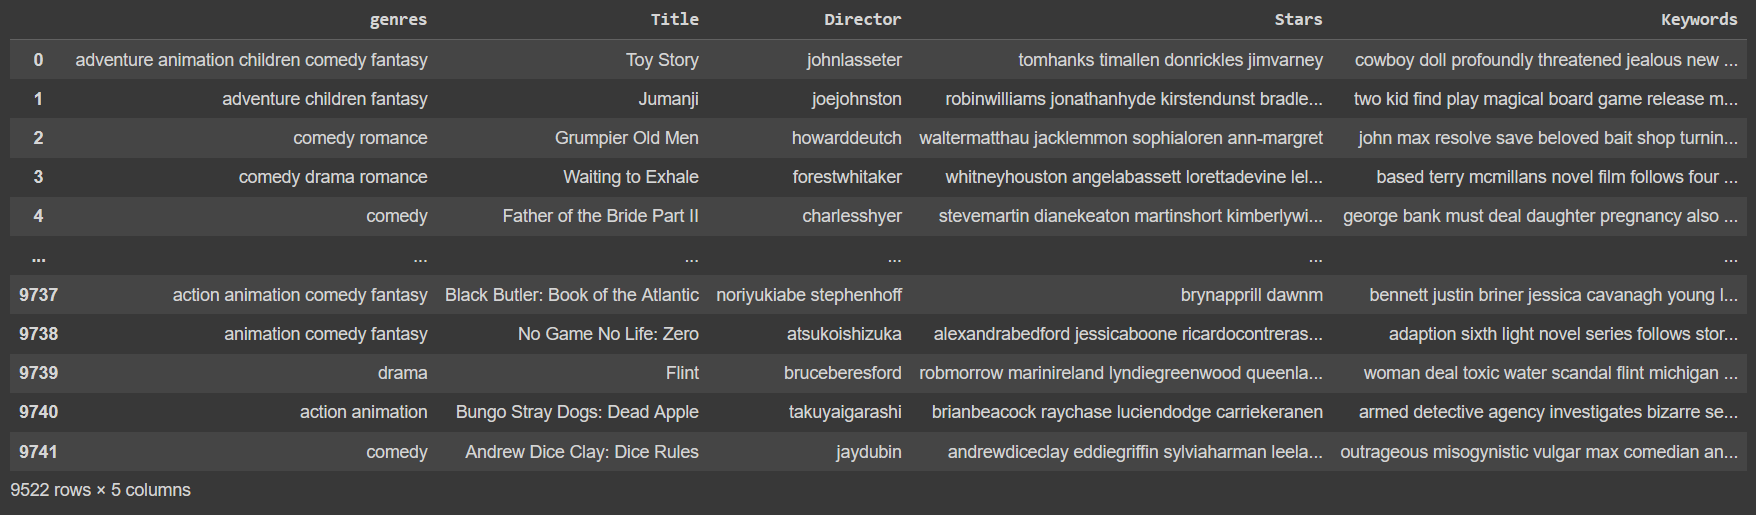 genres Title Director Stars Keywords
0 adventure animation children comedy fantasy Toy Story johnlasseter tomhanks timallen donrickles jimvarney cowboy doll profoundly threatened jealous new ...
1 adventure children fantasy Jumanji joejohnston robinwilliams jonathanhyde kirstendunst bradle... two kid find play magical board game release m...
2 comedy romance Grumpier Old Men howarddeutch waltermatthau jacklemmon sophialoren ann-margret john max resolve save beloved bait shop turnin...
3 comedy drama romance Waiting to Exhale forestwhitaker whitneyhouston angelabassett lorettadevine lel... based terry mcmillans novel film follows four ...
4 comedy Father of the Bride Part II charlesshyer stevemartin dianekeaton martinshort kimberlywi... george bank must deal daughter pregnancy also ...
... ... ... ... ... ...
9737 action animation comedy fantasy Black Butler: Book of the Atlantic noriyukiabe stephenhoff brynapprill dawnm bennett justin briner jessica cavanagh young l...
9738 animation comedy fantasy No Game No Life: Zero atsukoishizuka alexandrabedford jessicaboone ricardocontreras... adaption sixth light novel series follows stor...
9739 drama Flint bruceberesford robmorrow marinireland lyndiegreenwood queenla... woman deal toxic water scandal flint michigan ...
9740 action animation Bungo Stray Dogs: Dead Apple takuyaigarashi brianbeacock raychase luciendodge carriekeranen armed detective agency investigates bizarre se...
9741 comedy Andrew Dice Clay: Dice Rules jaydubin andrewdiceclay eddiegriffin sylviaharman leela... outrageous misogynistic vulgar max comedian an...
9522 rows × 5 columns